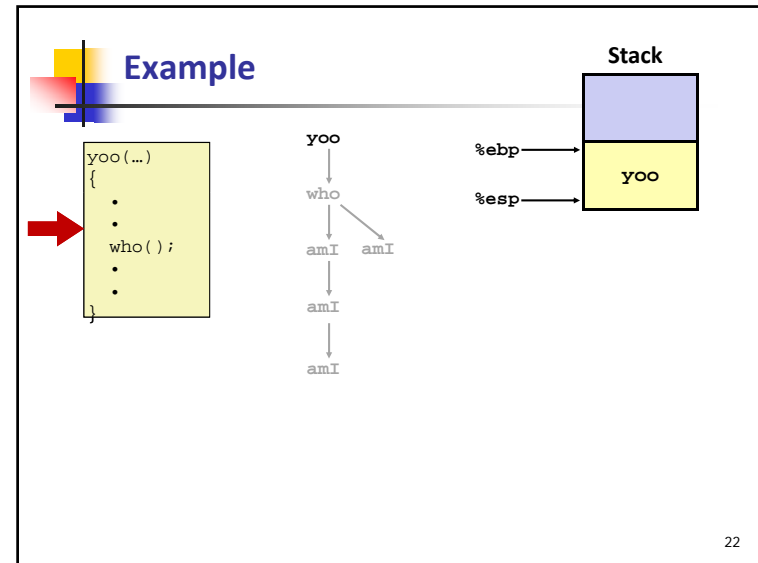 Example
Stack
yoo(…)
{
•
•
who();
•
•
}
yoo
who
amI amI
amI
amI
%ebp
%esp
yoo
22